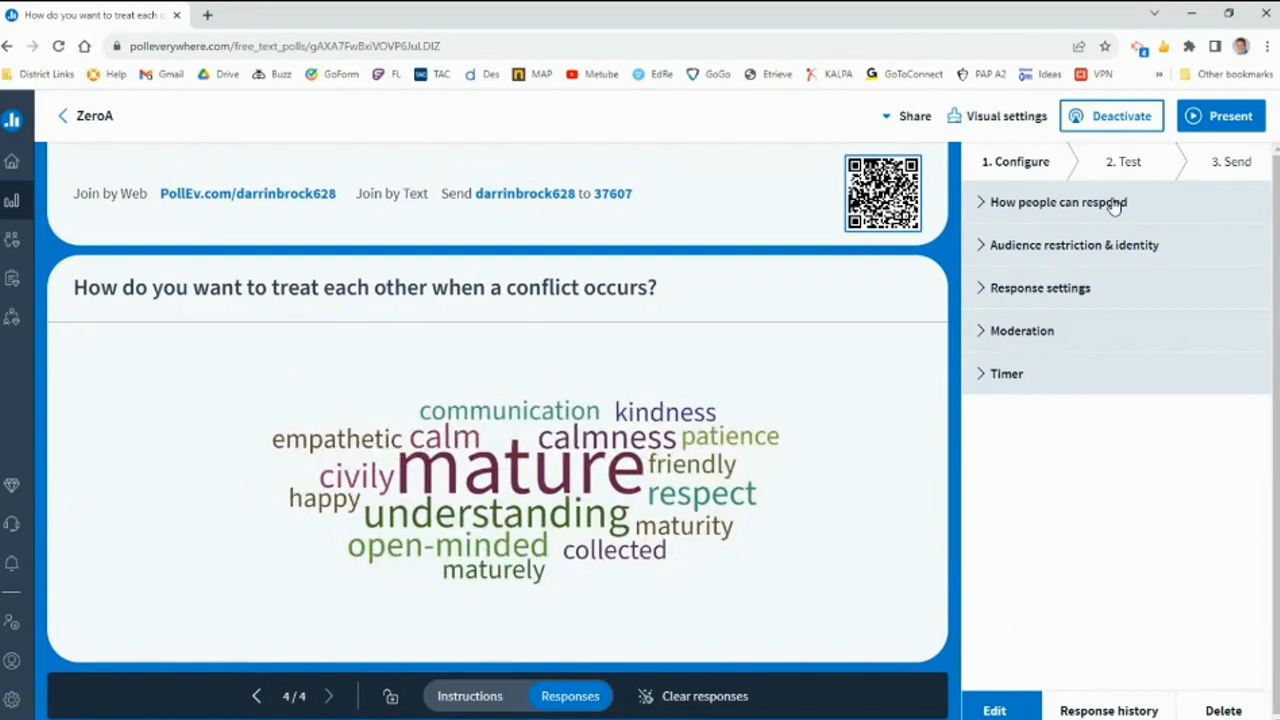 How do you want to treat each o
polleverywhere.com/free_text_polls/gAXA7FwBxiVOVP6JuLDIZ
District Links Help Gmail Drive Buzz GoForm FL TAC TAC Des MAP Metube EdRe GoGo Etrieve KALPA GoToConnect PAP A2 Ideas VPN » Other bookmarks
ZeroA Share Visual settings Deactivate Present
1. Configure 2. Test 3. Send
Join by Web PollEv.com/darrinbrock628 Join by Text Send darrinbrock628 to 37607
How people can respond
Audience restriction & identity
Response settings
Moderation
Timer
How do you want to treat each other when a conflict occurs?
communication kindness
empathetic calm calmness patience
civily mature friendly
happy respect
understanding maturity
open-minded collected
maturely
4/4 Instructions Responses Clear responses
Edit Response history Delete